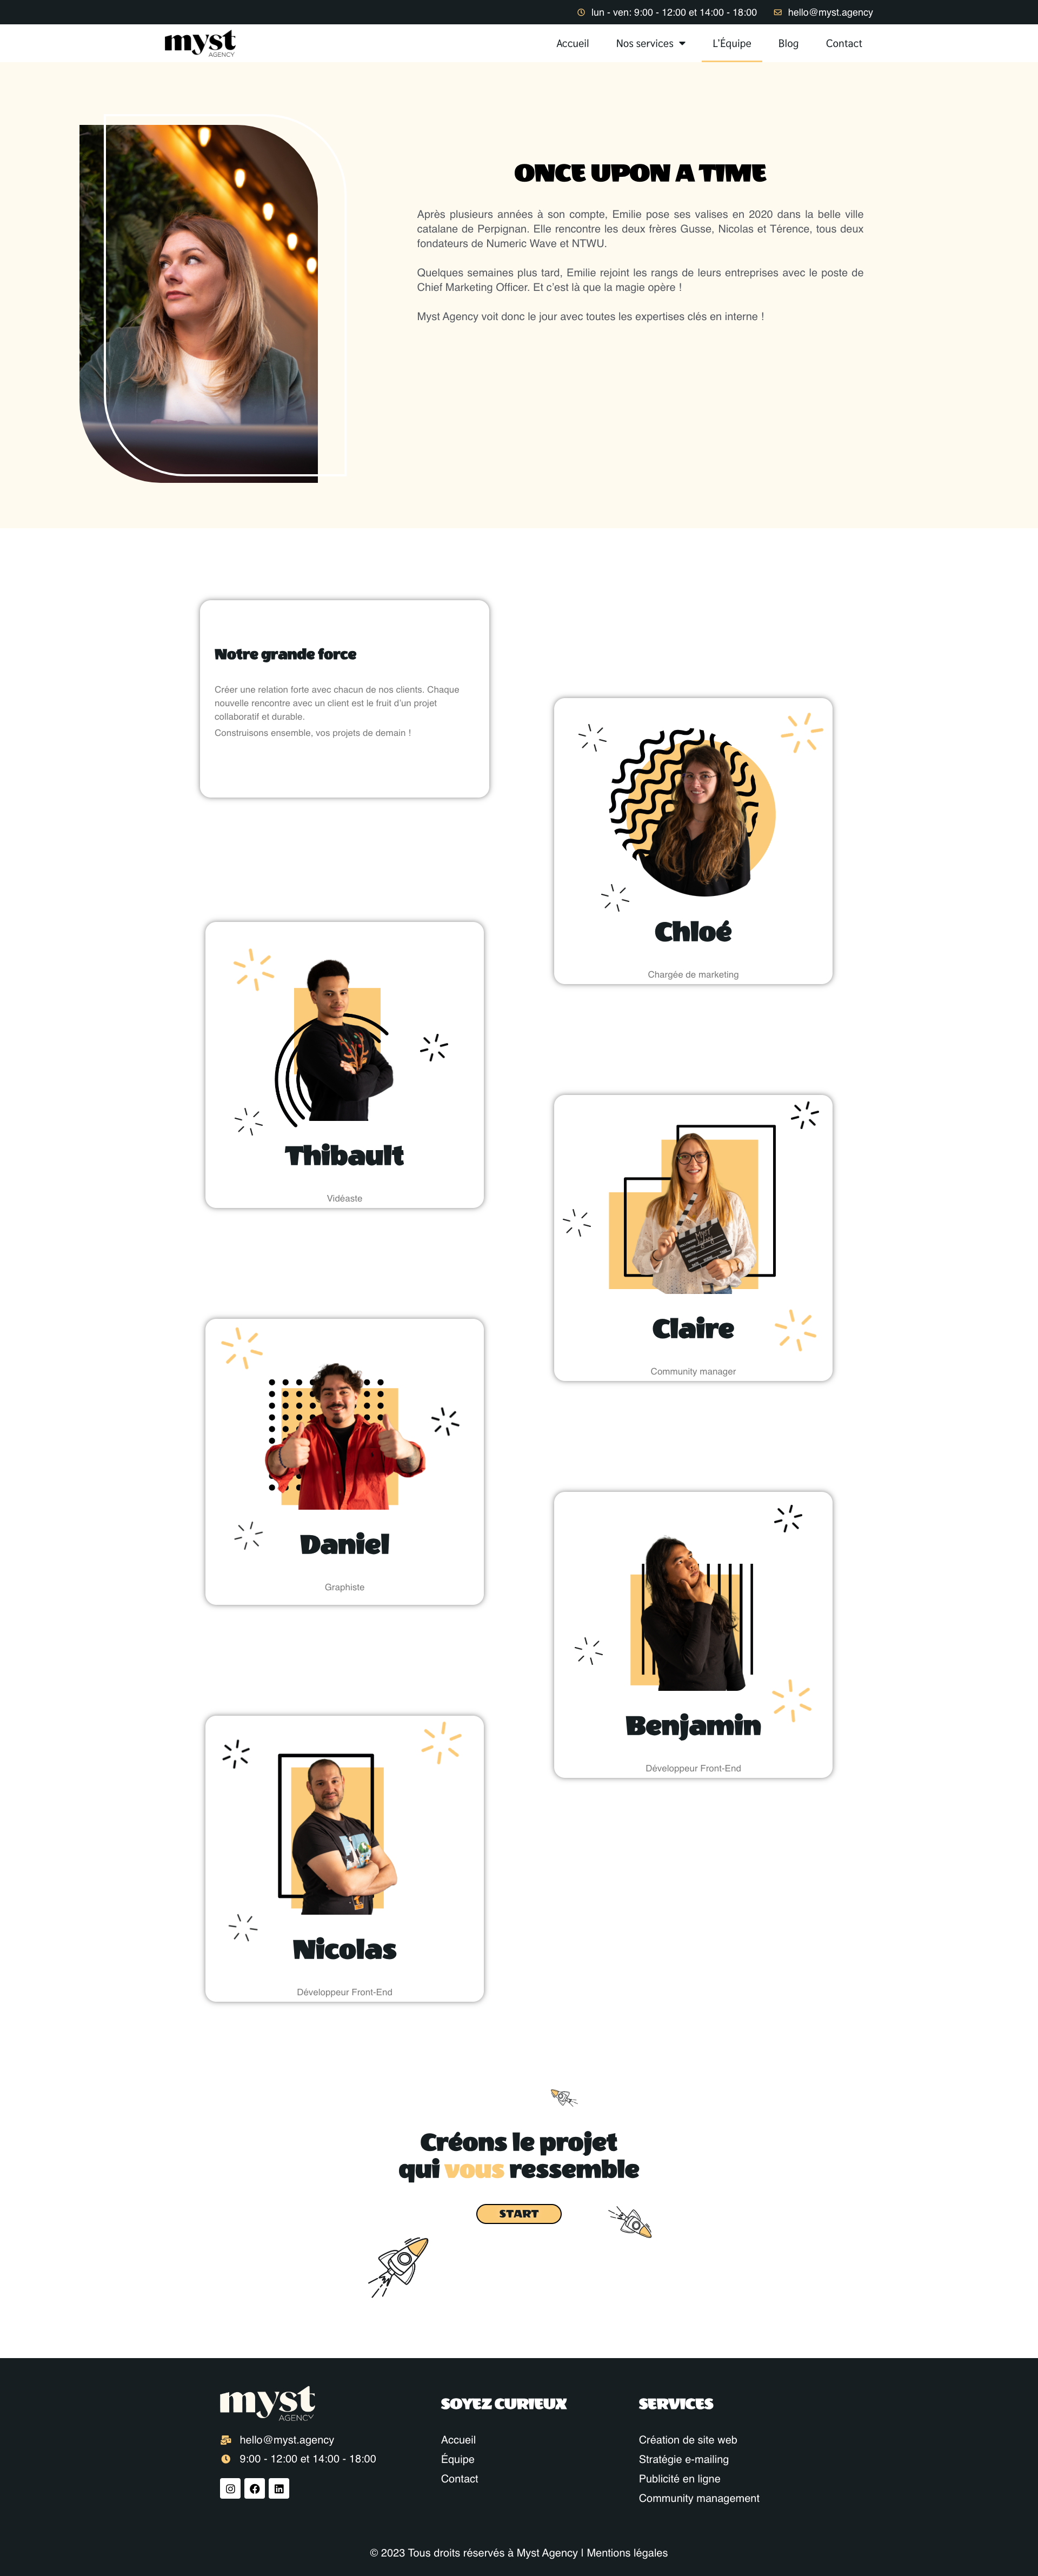 lun - ven: 9:00 - 12:00 et 14:00 - 18:00 hello@myst.agency
myst
AGENCY
Accueil Nos services L'Équipe Blog Contact
ONCE UPON A TIME
Après plusieurs années à son compte, Emilie pose ses valises en 2020 dans la belle ville
catalane de Perpignan. Elle rencontre les deux frères Gusse, Nicolas et Térence, tous deux
fondateurs de Numeric Wave et NTWU.
Quelques semaines plus tard, Emilie rejoint les rangs de leurs entreprises avec le poste de
Chief Marketing Officer. Et c'est là que la magie opère !
Myst Agency voit donc le jour avec toutes les expertises clés en interne !
Notre grande force
Créer une relation forte avec chacun de nos clients. Chaque
nouvelle rencontre avec un client est le fruit d'un projet
collaboratif et durable.
Construisons ensemble, vos projets de demain !
Chloé
Chargée de marketing
Thibault
Vidéaste
Claire
Community manager
Daniel
Graphiste
Benjamin
Développeur Front-End
Nicolas
Développeur Front-End
Créons le projet
qui vous ressemble
START
myst
AGENCY
hello@myst.agency
9:00 - 12:00 et 14:00 - 18:00
SOYEZ CURIEUX
Accueil
Équipe
Contact
SERVICES
Création de site web
Stratégie e-mailing
Publicité en ligne
Community management
© 2023 Tous droits réservés à Myst Agency | Mentions légales